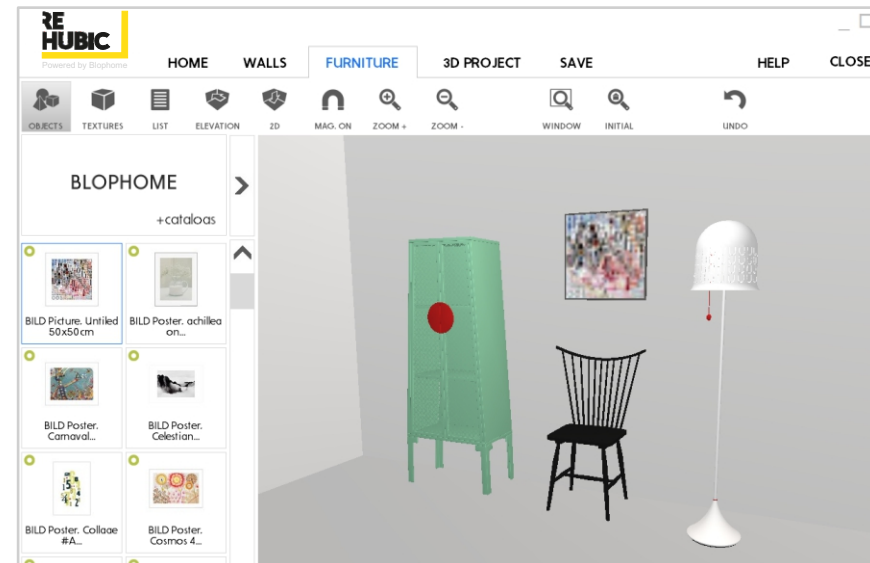 RE
HUBIC
Powered by Blophome
HOME WALLS FURNITURE 3D PROJECT SAVE HELP CLOSE
OBJECTS TEXTURES LIST ELEVATION 2D MAG. ON ZOOM + ZOOM - WINDOW INITIAL UNDO
BLOPHOME
+catalogs
BILD Picture. Untiled
50x50cm
BILD Poster. achillea
on...
BILD Poster.
Carnaval...
BILD Poster.
Celestian...
BILD Poster. Collage
#A...
BILD Poster.
Cosmos 4...